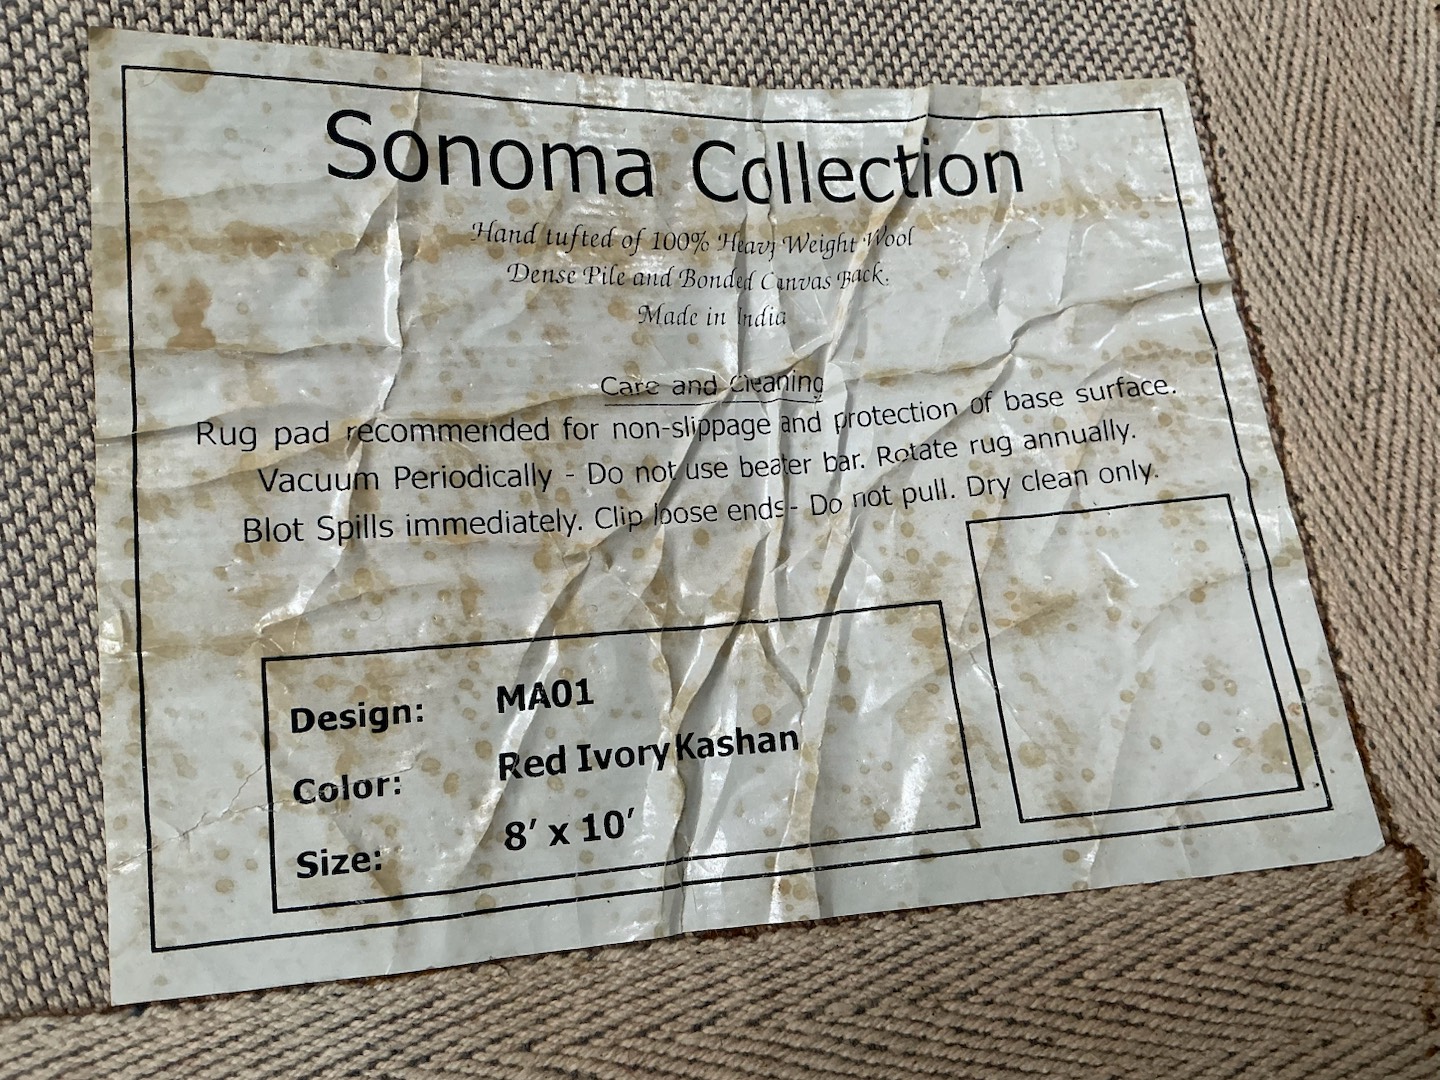 Sonoma Collection
Hand tufted of 100% Heavy Weight Wool
Dense Pile and Bonded Canvas Back.
Made in India
Care and Cleaning
Rug pad recommended for non-slippage and protection of base surface.
Vacuum Periodically - Do not use beater bar. Rotate rug annually.
Blot Spills immediately. Clip loose ends- Do not pull. Dry clean only.
Design: MA01
Color: Red Ivory Kashan
Size: 8' x 10'